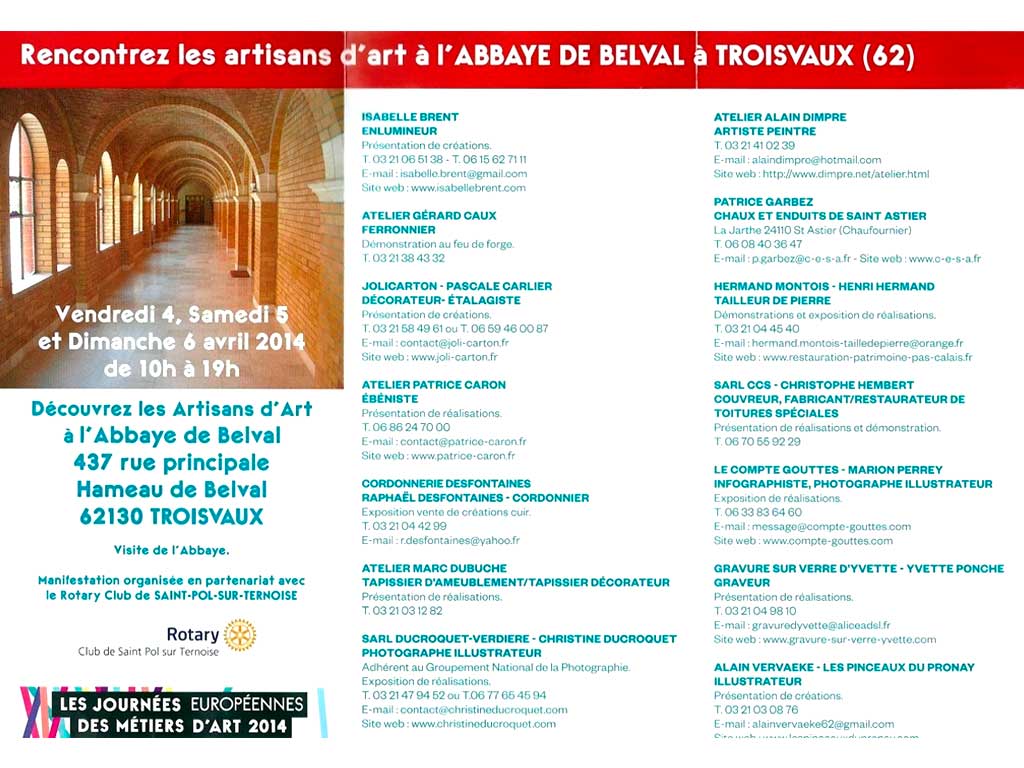 Rencontrez les artisans d'art à l'ABBAYE DE BELVAL à TROISVAUX (62)
Vendredi 4, Samedi 5
et Dimanche 6 avril 2014
de 10h à 19h
Découvrez les Artisans d'Art
à l'Abbaye de Belval
437 rue principale
Hameau de Belval
62130 TROISVAUX
Visite de l'Abbaye.
Manifestation organisée en partenariat avec
le Rotary Club de SAINT-POL-SUR-TERNOISE
Rotary
Club de Saint Pol sur Ternoise
LES JOURNÉES EUROPÉENNES
DES MÉTIERS D'ART 2014
ISABELLE BRENT
ENLUMINEUR
Présentation de créations.
T. 03 21 06 51 38 - T. 06 15 62 71 11
E-mail : isabelle.brent@gmail.com
Site web : www.isabellebrent.com
ATELIER GÉRARD CAUX
FERRONNIER
Démonstration au feu de forge.
T. 03 21 38 43 32
JOLICARTON - PASCALE CARLIER
DÉCORATEUR- ÉTALAGISTE
Présentation de créations.
T. 03 21 58 49 61 ou T. 06 59 46 00 87
E-mail : contact@joli-carton.fr
Site web : www.joli-carton.fr
ATELIER PATRICE CARON
ÉBÉNISTE
Présentation de réalisations.
T. 06 86 24 70 00
E-mail : contact@patrice-caron.fr
Site web : www.patrice-caron.fr
CORDONNERIE DESFONTAINES
RAPHAËL DESFONTAINES - CORDONNIER
Exposition vente de créations cuir.
T. 03 21 04 42 99
E-mail : r.desfontaines@yahoo.fr
ATELIER MARC DUBUCHE
TAPISSIER D'AMEUBLEMENT/TAPISSIER DÉCORATEUR
Présentation de réalisations.
T. 03 21 03 12 82
SARL DUCROQUET-VERDIERE - CHRISTINE DUCROQUET
PHOTOGRAPHE ILLUSTRATEUR
Adhérent au Groupement National de la Photographie.
Exposition de réalisations.
T. 03 21 47 94 52 ou T.06 77 65 45 94
E-mail : contact@christineducroquet.com
Site web : www.christineducroquet.com
ATELIER ALAIN DIMPRE
ARTISTE PEINTRE
T. 03 21 41 02 39
E-mail : alaindimpro@hotmail.com
Site web : http://www.dimpre.net/atelier.html
PATRICE GARBEZ
CHAUX ET ENDUITS DE SAINT ASTIER
La Jarthe 24110 St Astier (Chaufournier)
T. 06 08 40 36 47
E-mail : p.garbez@c-e-s-a.fr - Site web : www.c-e-s-a.fr
HERMAND MONTOIS - HENRI HERMAND
TAILLEUR DE PIERRE
Démonstrations et exposition de réalisations.
T. 03 21 04 45 40
E-mail : hermand.montois-tailledepierre@orange.fr
Site web : www.restauration-patrimoine-pas-calais.fr
SARL CCS - CHRISTOPHE HEMBERT
COUVREUR, FABRICANT/RESTAURATEUR DE
TOITURES SPÉCIALES
Présentation de réalisations et démonstration.
T. 06 70 55 92 29
LE COMPTE GOUTTES - MARION PERREY
INFOGRAPHISTE, PHOTOGRAPHE ILLUSTRATEUR
Exposition de réalisations.
T. 06 33 83 64 60
E-mail : message@compte-gouttes.com
Site web : www.compte-gouttes.com
GRAVURE SUR VERRE D'YVETTE - YVETTE PONCHE
GRAVEUR
Présentation de réalisations.
T. 03 21 04 98 10
E-mail : gravuredyvette@aliceadsl.fr
Site web : www.gravure-sur-verre-yvette.com
ALAIN VERVAEKE - LES PINCEAUX DU PRONAY
ILLUSTRATEUR
Présentation de créations.
T. 03 21 03 08 76
E-mail : alainvervaeke62@gmail.com
Site web :